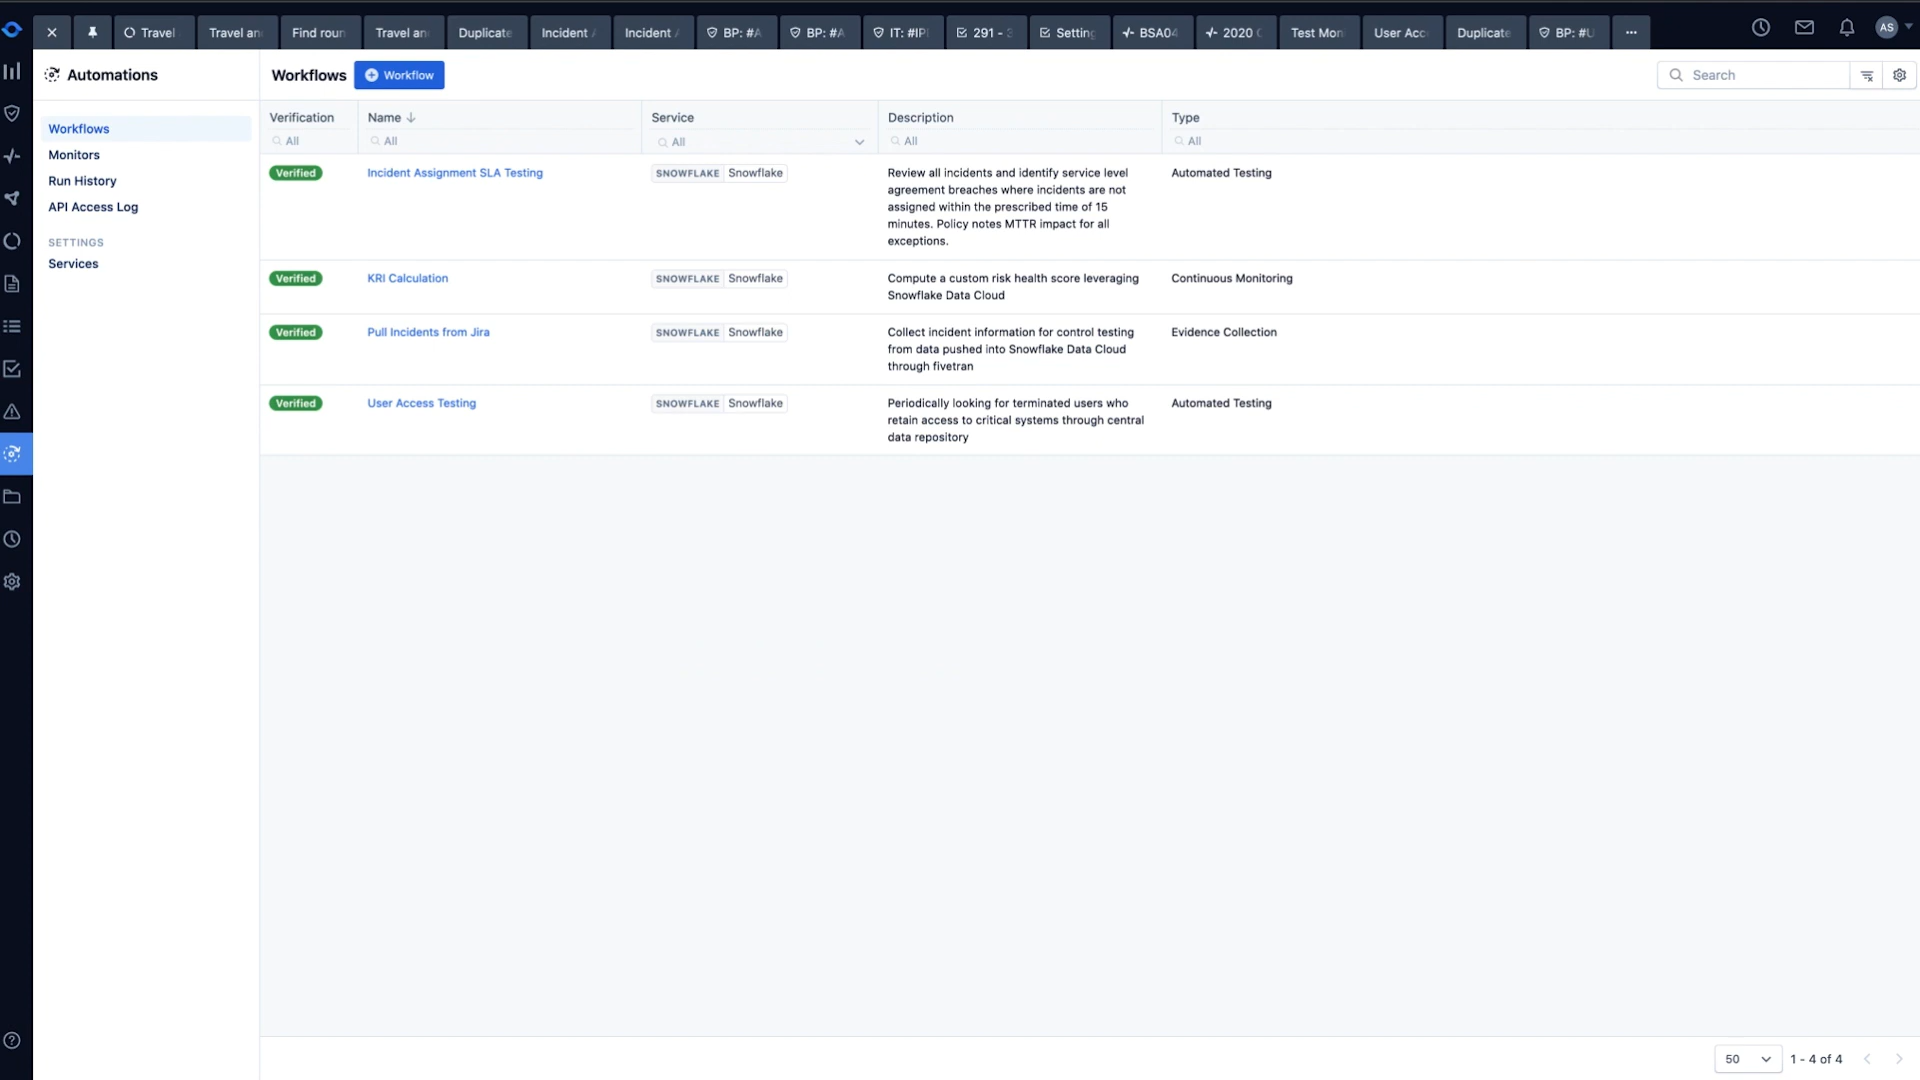 Travel
Travel an
Find roun
Travel an
Duplicate
Incident
Incident
BP: #A
BP: #A
IT: #IPI
291 -
Setting
BSA04
2020
Test Mon
User Acc
Duplicate
BP: #U
...
AS
Automations
Workflows
Monitors
Run History
API Access Log
SETTINGS
Services
Workflows
Workflow
Search
Verification
Name
Service
Description
Type
All
All
All
All
All
Verified
Incident Assignment SLA Testing
SNOWFLAKE Snowflake
Review all incidents and identify service level
agreement breaches where incidents are not
assigned within the prescribed time of 15
minutes. Policy notes MTTR impact for all
exceptions.
Automated Testing
Verified
KRI Calculation
SNOWFLAKE Snowflake
Compute a custom risk health score leveraging
Snowflake Data Cloud
Continuous Monitoring
Verified
Pull Incidents from Jira
SNOWFLAKE Snowflake
Collect incident information for control testing
from data pushed into Snowflake Data Cloud
through fivetran
Evidence Collection
Verified
User Access Testing
SNOWFLAKE Snowflake
Periodically looking for terminated users who
retain access to critical systems through central
data repository
Automated Testing
50
1 - 4 of 4